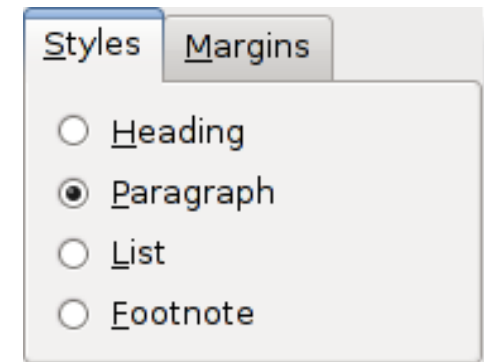 Styles Margins
Heading
Paragraph
List
Footnote